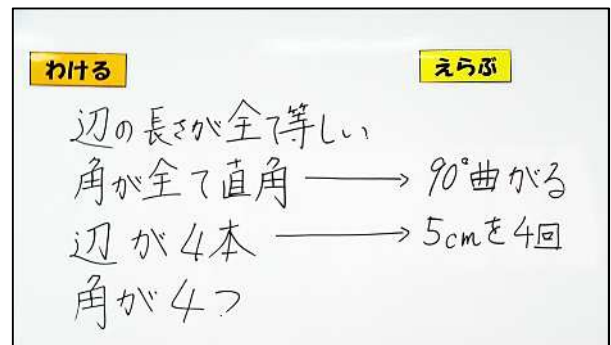 わける えらぶ
辺の長さが全て等しい
角が全て直角 → 90°曲がる
辺が4本 → 5cmを4回
角が4つ